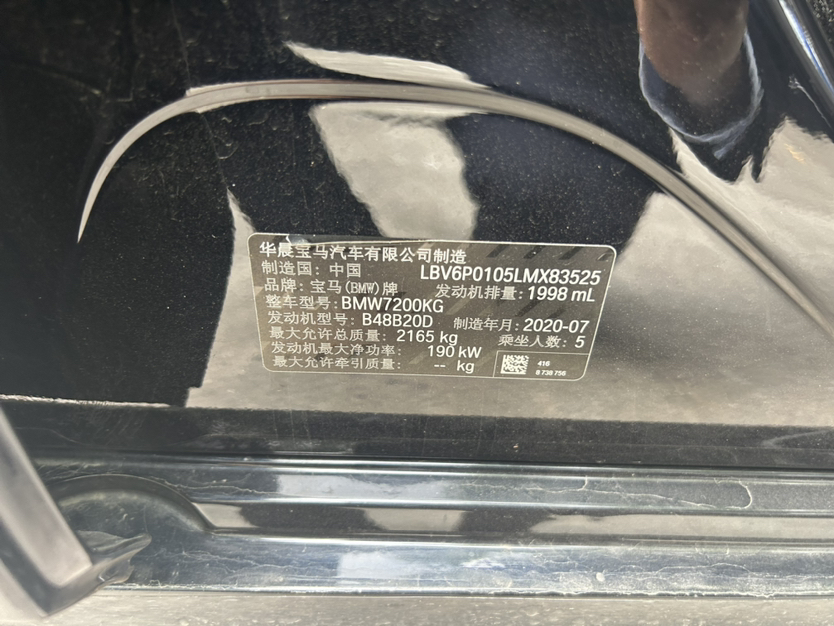 华晨宝马汽车有限公司制造
制造国: 中国 LBV6P0105LMX83525
品牌: 宝马(BMW)牌 发动机排量: 1998 mL
整车型号: BMW7200KG
发动机型号: B48B20D 制造年月: 2020-07
最大允许总质量: 2165 kg 乘坐人数: 5
发动机最大净功率: 190 kW
最大允许牵引质量: -- kg
416
8 738 756